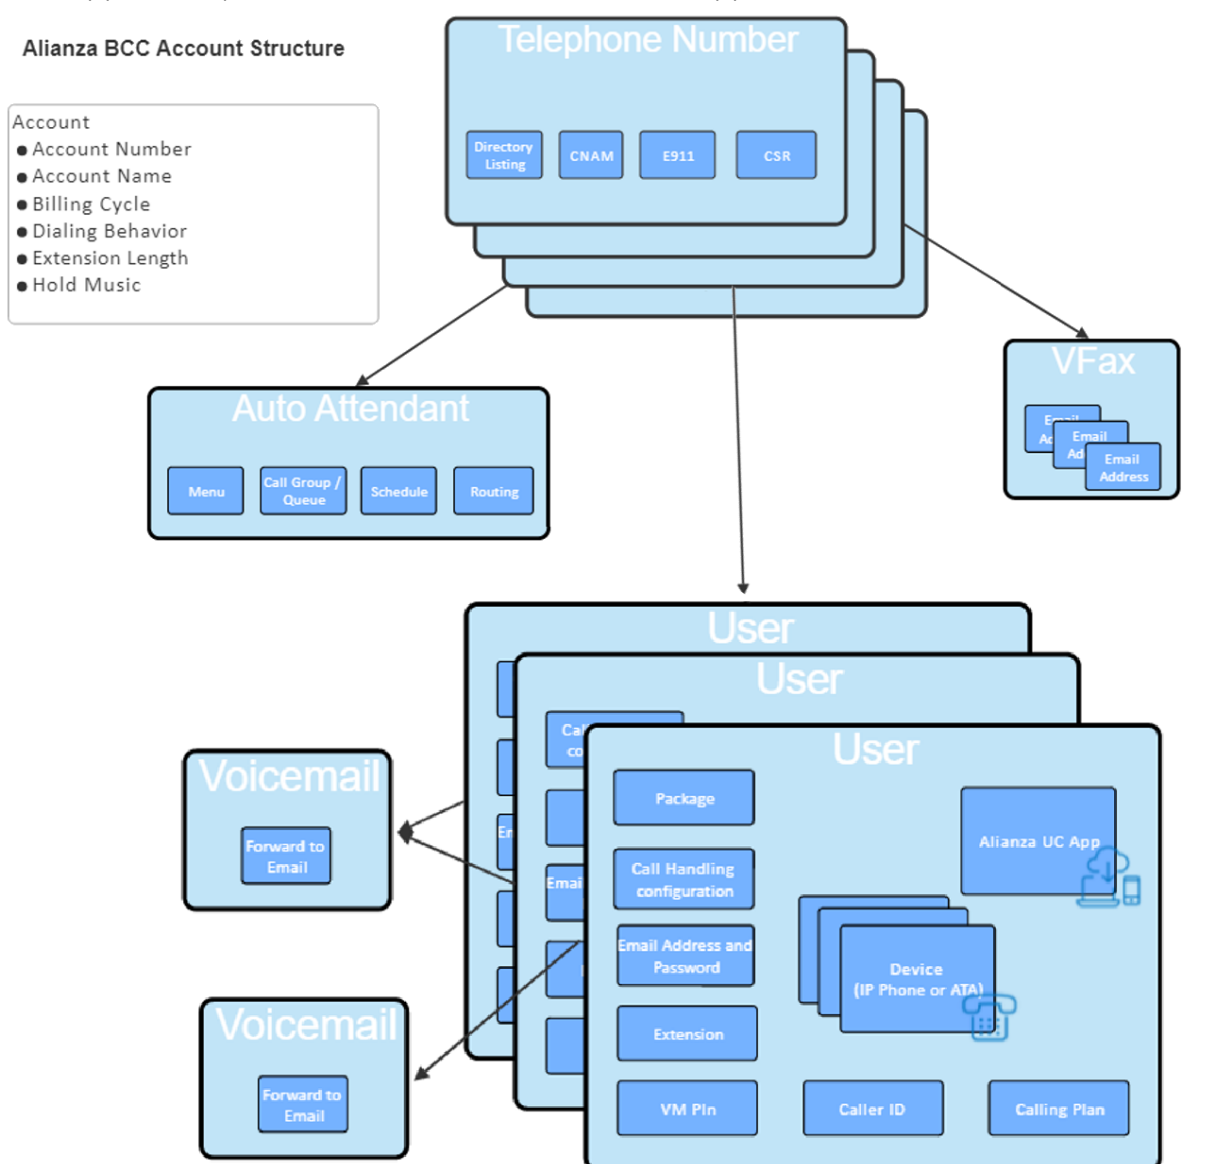 Alianza BCC Account Structure
Account
● Account Number
● Account Name
● Billing Cycle
● Dialing Behavior
● Extension Length
● Hold Music
Telephone Number
Directory
Listing
CNAM
E911
CSR
Auto Attendant
Menu
Call Group /
Queue
Schedule
Routing
VFax
Email
Email
Email
Address
User
User
Email
User
Package
Call Handling
configuration
Email Address and
Password
Extension
VM Pin
Alianza UC App
Device
(IP Phone or ATA)
Caller ID
Calling Plan
Voicemail
Forward to
Email
Voicemail
Forward to
Email